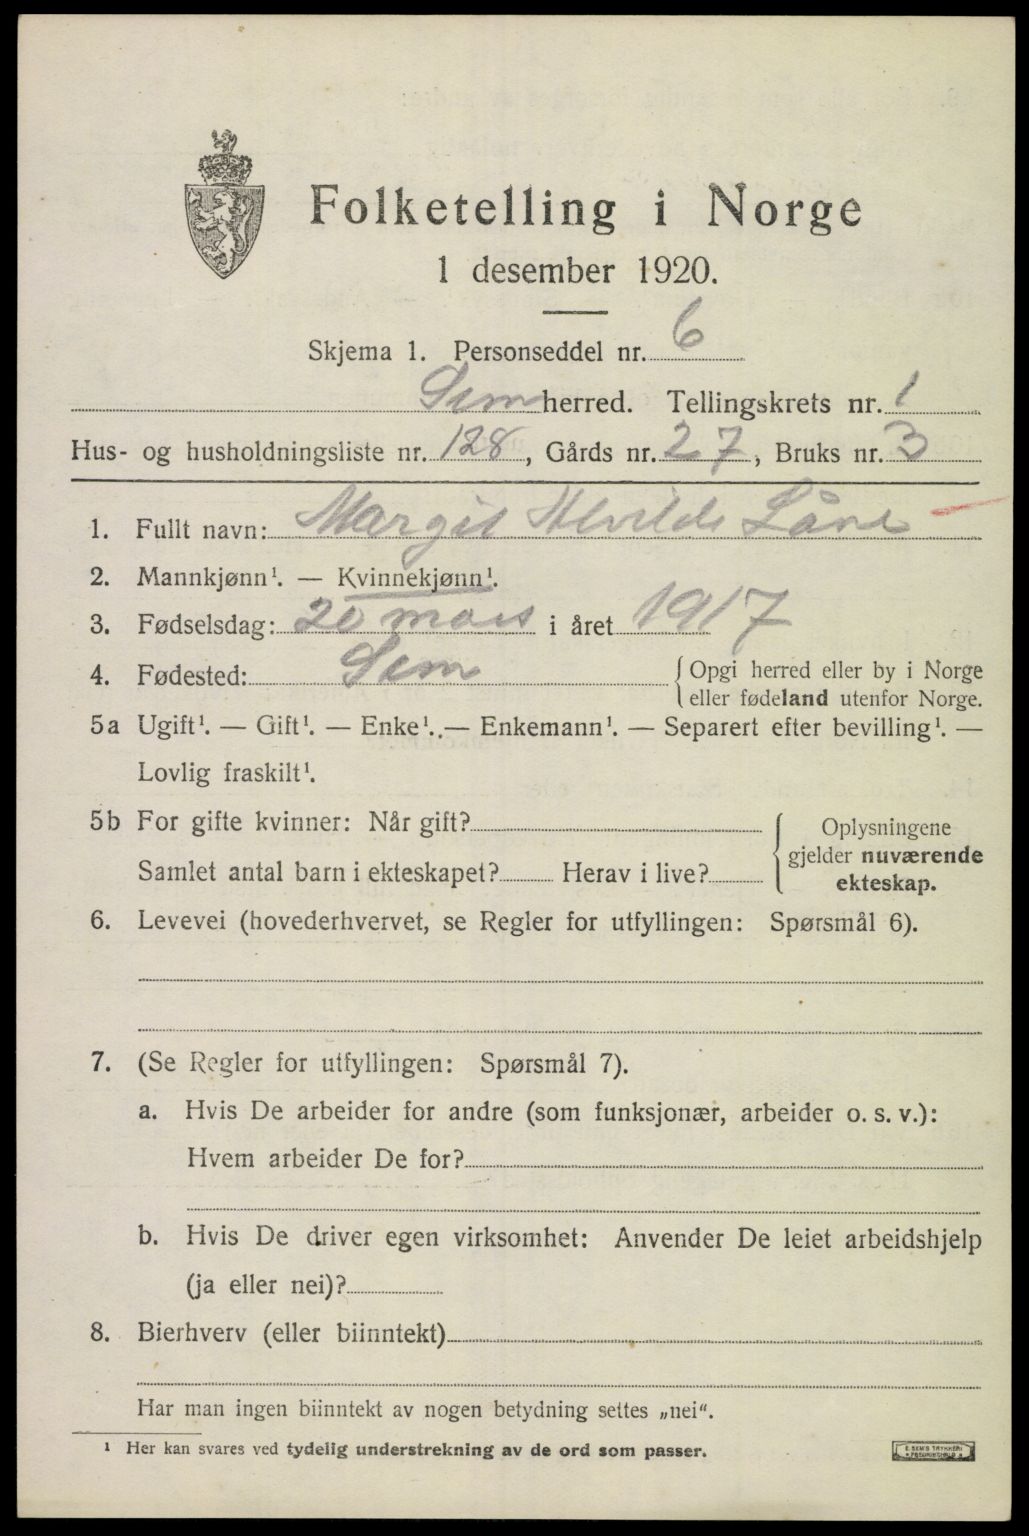 Folketelling i Norge
1 desember 1920.
Skjema 1. Personseddel nr. 6
Sem herred. Tellingskrets nr. 1
Hus- og husholdningsliste nr. 128, Gårds nr. 27, Bruks nr. 3
1. Fullt navn: Margit Alvilde Låne
2. Mannkjønn¹. — Kvinnekjønn¹.
3. Fødselsdag: 20 mars i året 1917
4. Fødested: Sem {Opgi herred eller by i Norge
eller fødeland utenfor Norge.
5a Ugift¹. — Gift¹. — Enke¹. — Enkemann¹. — Separert efter bevilling¹. —
Lovlig fraskilt¹.
5b For gifte kvinner: Når gift?
Samlet antal barn i ekteskapet? Herav i live?
Oplysningene
gjelder nuværende
ekteskap.
6. Levevei (hovederhvervet, se Regler for utfyllingen: Spørsmål 6).
7. (Se Regler for utfyllingen: Spørsmål 7).
a. Hvis De arbeider for andre (som funksjonær, arbeider o. s. v.):
Hvem arbeider De for?
b. Hvis De driver egen virksomhet: Anvender De leiet arbeidshjelp
(ja eller nei)?
8. Bierhverv (eller biinntekt)
Har man ingen biinntekt av nogen betydning settes „nei“.
¹ Her kan svares ved tydelig understrekning av de ord som passer.
E. SEM'S TRYKKERI
FREDRIKSHALD